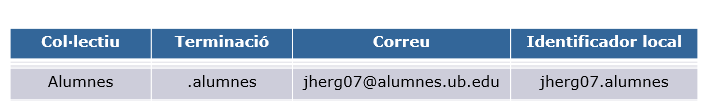 Col·lectiu Terminació Correu Identificador local
Alumnes .alumnes jherg07@alumnes.ub.edu jherg07.alumnes